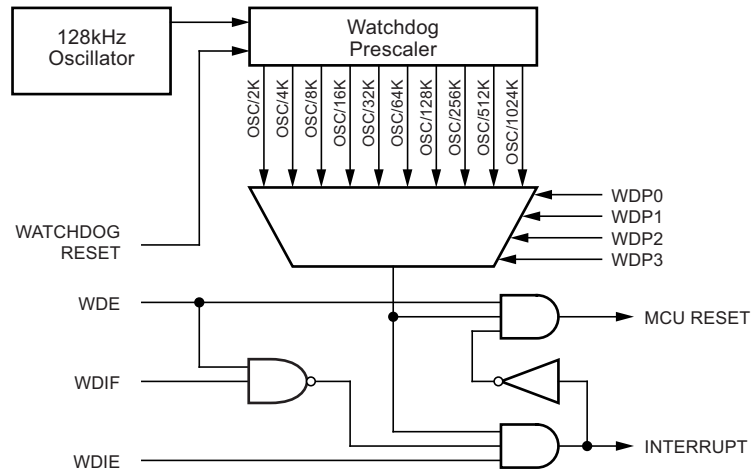 128kHz
Oscillator
Watchdog
Prescaler
OSC/2K
OSC/4K
OSC/8K
OSC/16K
OSC/32K
OSC/64K
OSC/128K
OSC/256K
OSC/512K
OSC/1024K
WDP0
WDP1
WDP2
WDP3
WATCHDOG
RESET
WDE
MCU RESET
WDIF
WDIE
INTERRUPT